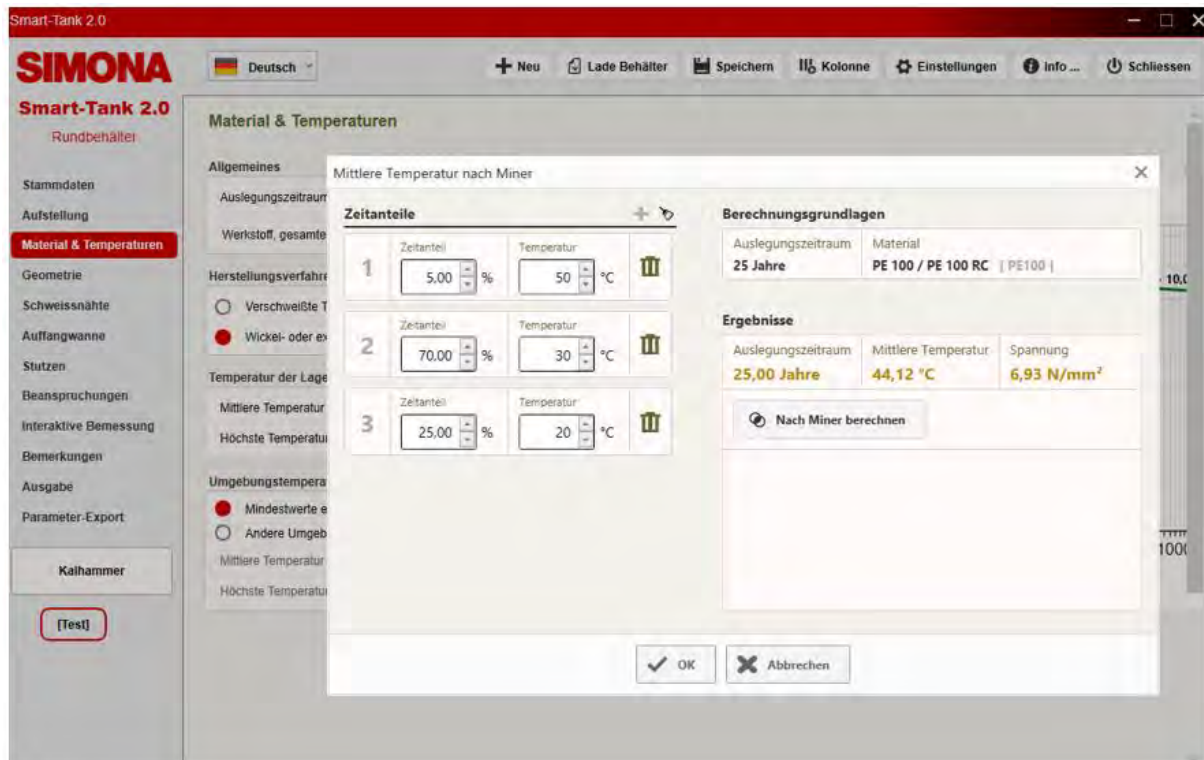 Smart-Tank 2.0
SIMONA
Smart-Tank 2.0
Rundbehälter
Deutsch
Neu
Lade Behälter
Speichern
Kolonne
Einstellungen
Info ...
Schliessen
Stammdaten
Aufstellung
Material & Temperaturen
Geometrie
Schweissnähte
Auffangwanne
Stutzen
Beanspruchungen
Interaktive Bemessung
Bemerkungen
Ausgabe
Parameter-Export
Kalhammer
[Test]
Material & Temperaturen
Allgemeines
Auslegungszeitraum
Werkstoff, gesamte
Herstellungsverfahre
Verschweißte T
Wickel- oder ex
Temperatur der Lage
Mittlere Temperatur
Höchste Temperatu
Umgebungstempera
Mindestwerte e
Andere Umgeb
Mittlere Temperatur
Höchste Temperatu
Mittlere Temperatur nach Miner
Zeitanteile
1
Zeitanteil Temperatur
5,00 % 50 °C
2
Zeitanteil Temperatur
70,00 % 30 °C
3
Zeitanteil Temperatur
25,00 % 20 °C
Berechnungsgrundlagen
Auslegungszeitraum Material
25 Jahre PE 100 / PE 100 RC [ PE100 ]
Ergebnisse
Auslegungszeitraum Mittlere Temperatur Spannung
25,00 Jahre 44,12 °C 6,93 N/mm²
Nach Miner berechnen
OK
Abbrechen